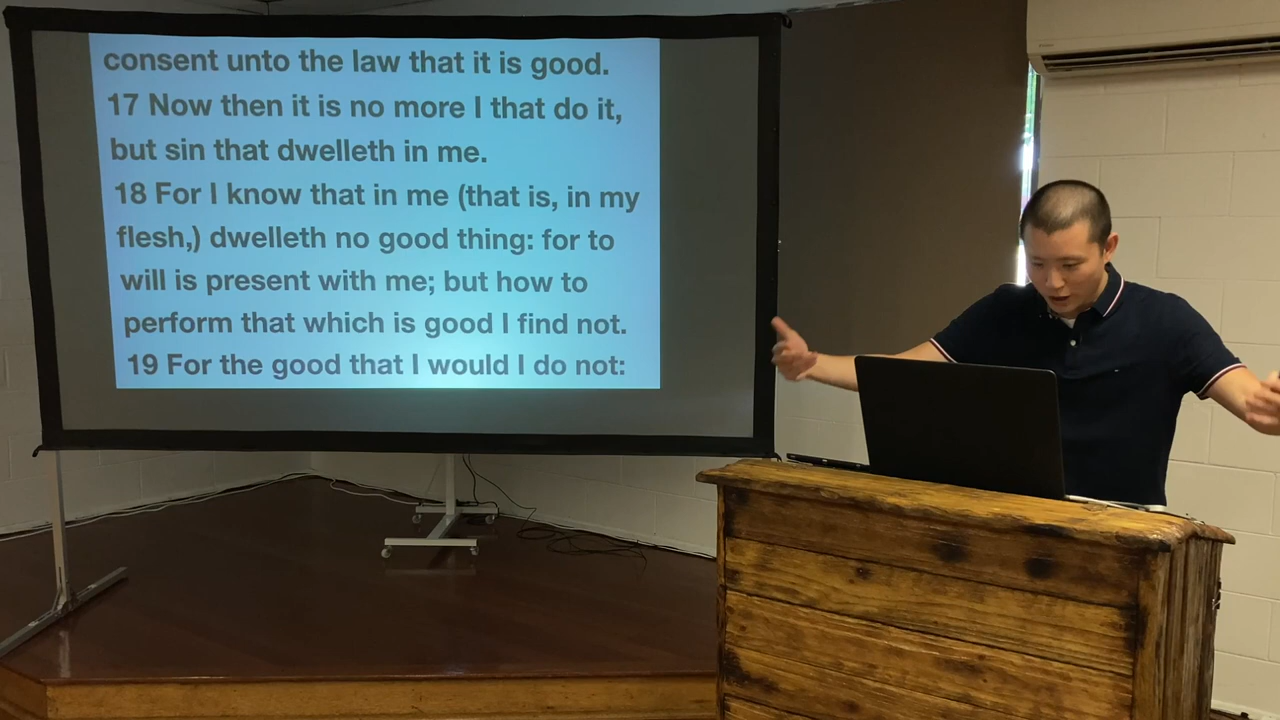 consent unto the law that it is good.
17 Now then it is no more I that do it,
but sin that dwelleth in me.
18 For I know that in me (that is, in my
flesh,) dwelleth no good thing: for to
will is present with me; but how to
perform that which is good I find not.
19 For the good that I would I do not: